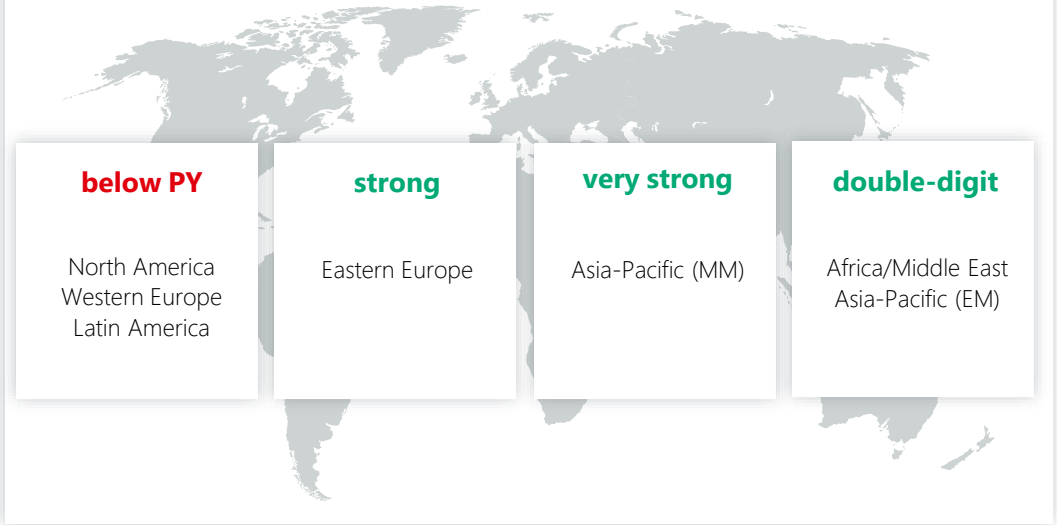 below PY
North America
Western Europe
Latin America
strong
Eastern Europe
very strong
Asia-Pacific (MM)
double-digit
Africa/Middle East
Asia-Pacific (EM)